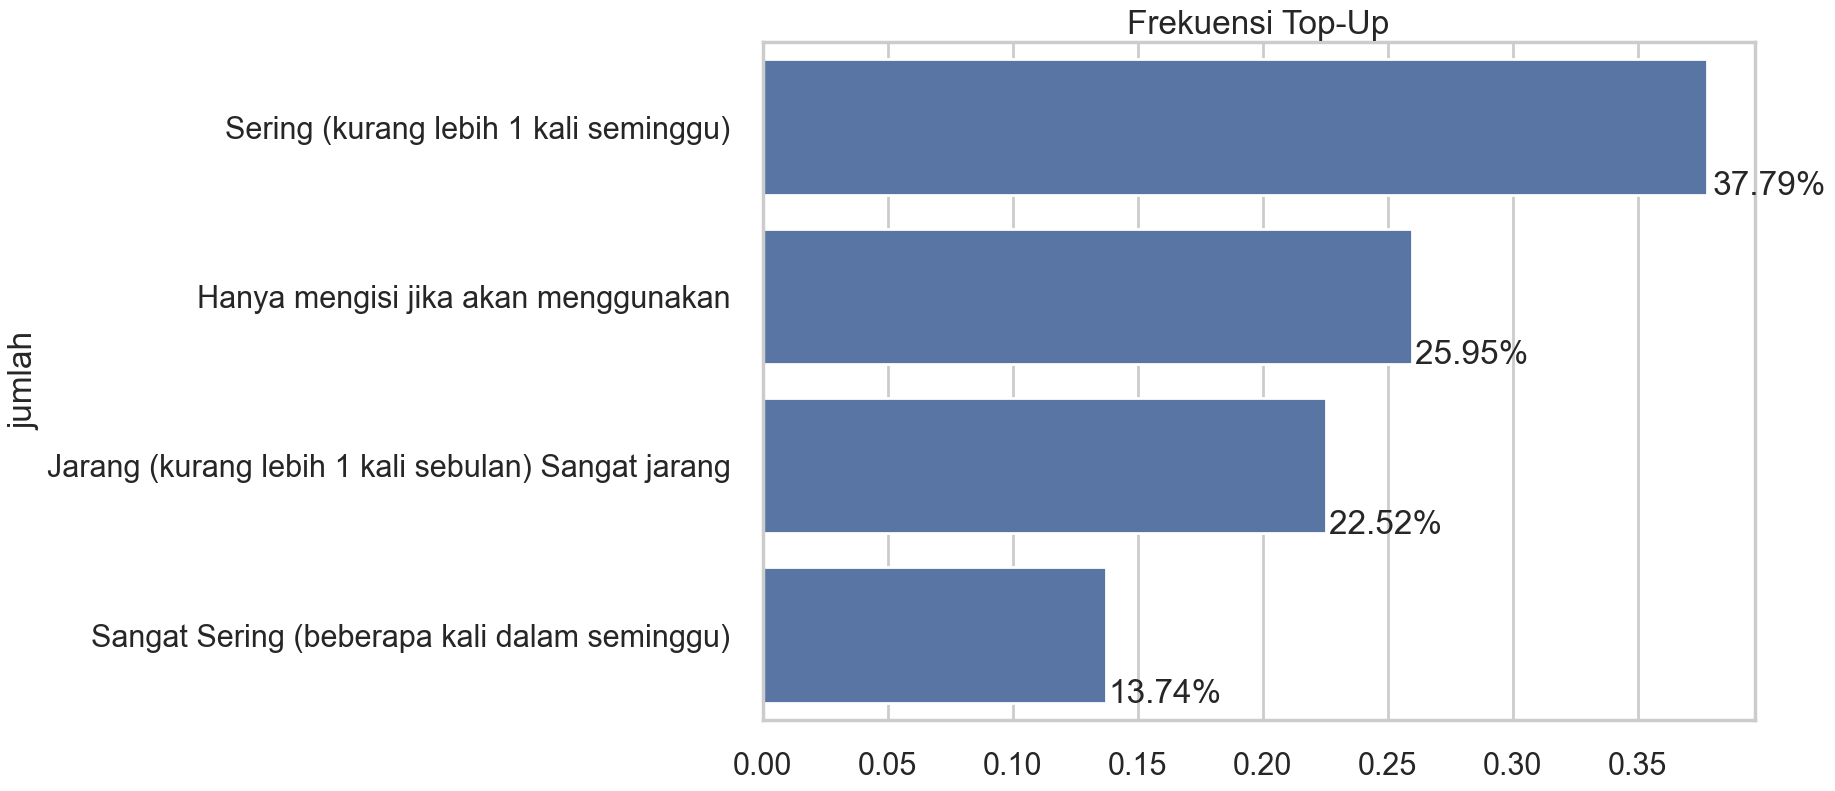 Frekuensi Top-Up
Sering (kurang lebih 1 kali seminggu)
37.79%
Hanya mengisi jika akan menggunakan
25.95%
jumlah
Jarang (kurang lebih 1 kali sebulan) Sangat jarang
22.52%
Sangat Sering (beberapa kali dalam seminggu)
13.74%
0.00 0.05 0.10 0.15 0.20 0.25 0.30 0.35